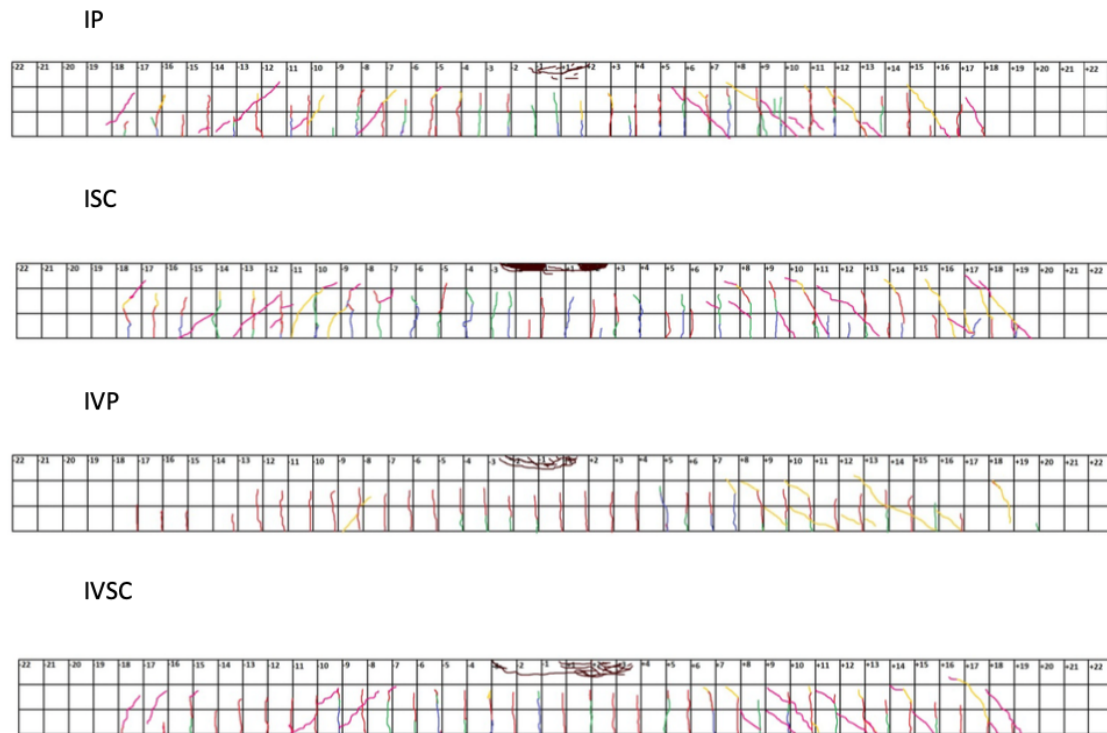 IP
-22 -21 -20 -19 -18 -17 -16 -15 -14 -13 -12 -11 -10 -9 -8 -7 -6 -5 -4 -3 -2 +2 +3 +4 +5 +6 +7 +8 +9 +10 +11 +12 +13 +14 +15 +16 +17 +18 +19 +20 +21 +22
ISC
-22 -21 -20 -19 -18 -17 -16 -15 -14 -13 -12 -11 -10 -9 -8 -7 -6 -5 -4 -3 +3 +4 +5 +6 +7 +8 +9 +10 +11 +12 +13 +14 +15 +16 +17 +18 +19 +20 +21 +22
IVP
-22 -21 -20 -19 -18 -17 -16 -15 -14 -13 -12 -11 -10 -9 -8 -7 -6 -5 -4 -3 +2 +3 +4 +5 +6 +7 +8 +9 +10 +11 +12 +13 +14 +15 +16 +17 +18 +19 +20 +21 +22
IVSC
-22 -21 -20 -19 -18 -17 -16 -15 -14 -13 -12 -11 -10 -9 -8 -7 -6 -5 -4 -2 -1 +4 +5 +6 +7 +8 +9 +10 +11 +12 +13 +14 +15 +16 +17 +18 +19 +20 +21 +22